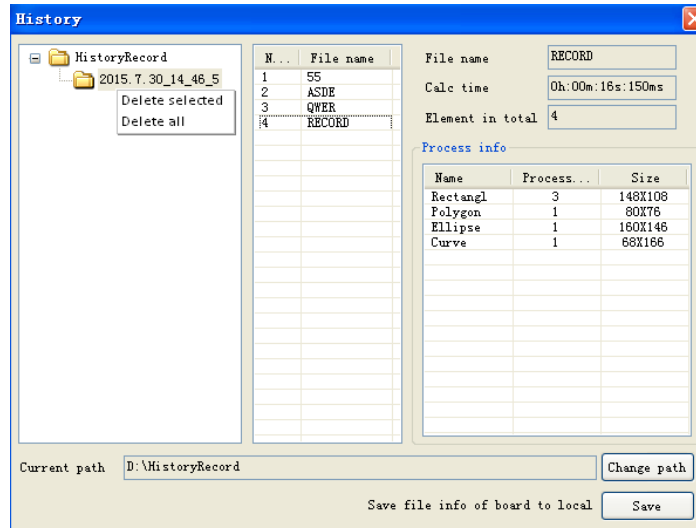 History
HistoryRecord
2015.7.30_14_46_5
Delete selected
Delete all
N... File name
1 55
2 ASDE
3 QWER
4 RECORD
File name RECORD
Calc time 0h:00m:16s:150ms
Element in total 4
Process info
Name Process... Size
Rectangl 3 148X108
Polygon 1 80X76
Ellipse 1 160X146
Curve 1 68X166
Current path D:\HistoryRecord Change path
Save file info of board to local Save